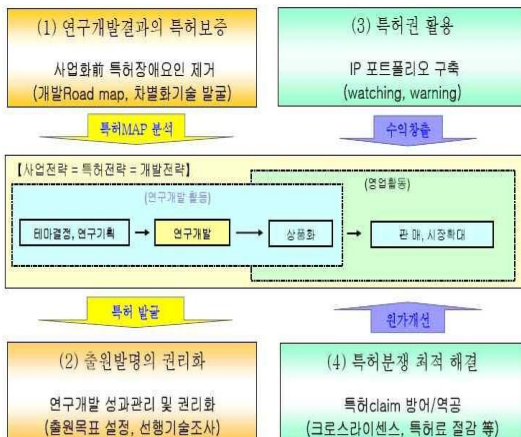 (1) 연구개발결과의 특허보증
사업화前 특허장애요인 제거
(개발Road map, 차별화기술 발굴)
(3) 특허권 활용
IP 포트폴리오 구축
(watching, warning)
특허MAP 분석
수익창출
【사업전략 = 특허전략 = 개발전략】
(연구개발 활동)
(영업활동)
테마결정, 연구기획
연구개발
상품화
판 매, 시장확대
특허 발굴
원가개선
(2) 출원발명의 권리화
연구개발 성과관리 및 권리화
(출원목표 설정, 선행기술조사)
(4) 특허분쟁 최적 해결
특허claim 방어/역공
(크로스라이센스, 특허료 절감 等)